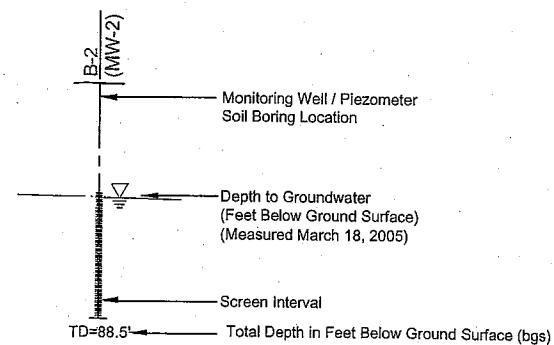 B-2
(MW-2)
Monitoring Well / Piezometer
Soil Boring Location
Depth to Groundwater
(Feet Below Ground Surface)
(Measured March 18, 2005)
Screen Interval
TD=88.5'
Total Depth in Feet Below Ground Surface (bgs)